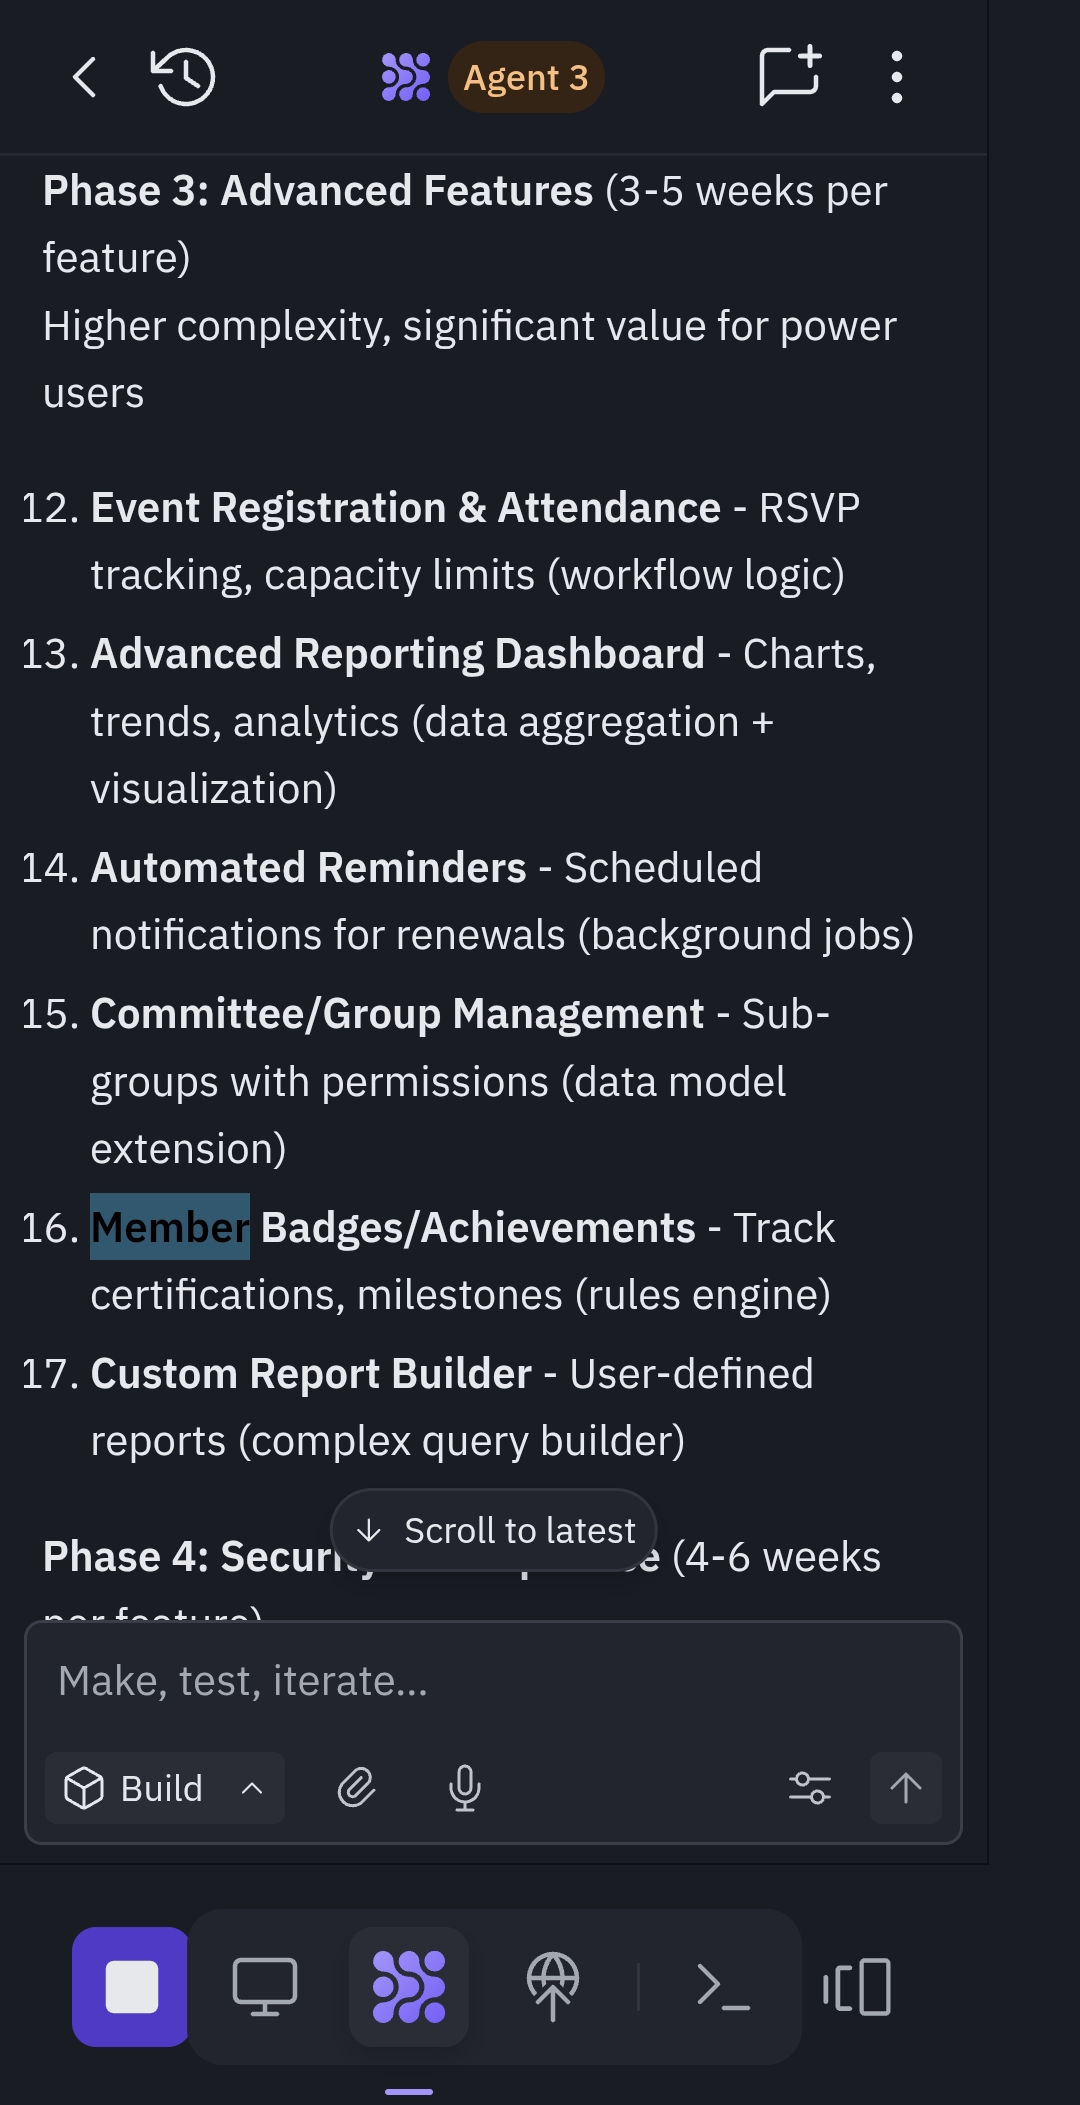 Agent 3
Phase 3: Advanced Features (3-5 weeks per
feature)
Higher complexity, significant value for power
users
12. Event Registration & Attendance - RSVP
tracking, capacity limits (workflow logic)
13. Advanced Reporting Dashboard - Charts,
trends, analytics (data aggregation +
visualization)
14. Automated Reminders - Scheduled
notifications for renewals (background jobs)
15. Committee/Group Management - Sub-
groups with permissions (data model
extension)
16. Member Badges/Achievements - Track
certifications, milestones (rules engine)
17. Custom Report Builder - User-defined
reports (complex query builder)
Scroll to latest
Phase 4: (4-6 weeks
per feature)
Make, test, iterate...
Build